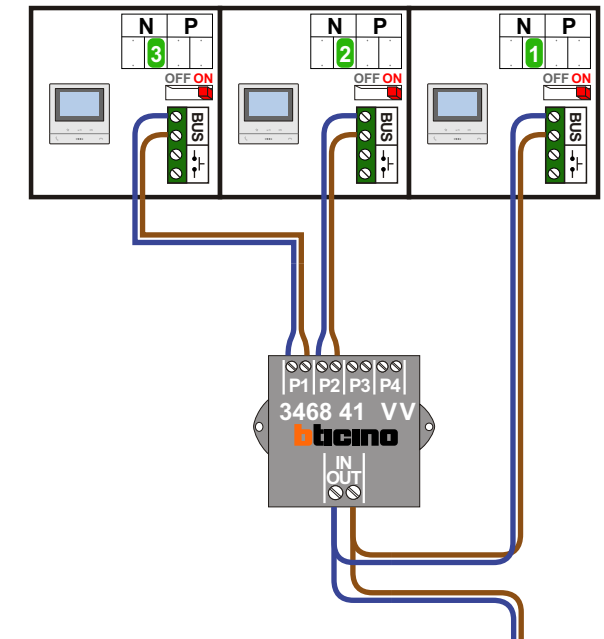 N P
N P
N P
3
2
1
OFF ON
OFF ON
OFF ON
BUS
BUS
BUS
P1 P2 P3 P4
3468 41 VV
bticino
IN
OUT